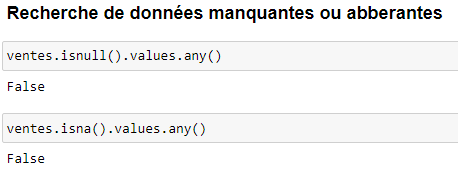 Recherche de données manquantes ou abberantes
ventes.isnull().values.any()
False
ventes.isna().values.any()
False